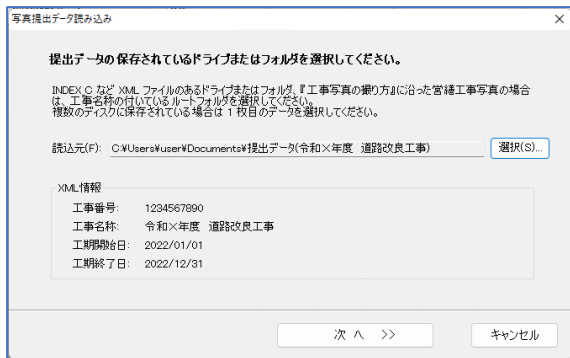 写真提出データ読み込み
提出データの保存されているドライブまたはフォルダを選択してください。
INDEX_C など XML ファイルのあるドライブまたはフォルダ、『工事写真の撮り方』に沿った営繕工事写真の場合
は、工事名称の付いているルートフォルダを選択してください。
複数のディスクに保存されている場合は 1 枚目のデータを選択してください。
読込元(F): C:¥Users¥user¥Documents¥提出データ(令和×年度 道路改良工事) 選択(S)...
XML情報
工事番号: 1234567890
工事名称: 令和×年度 道路改良工事
工期開始日: 2022/01/01
工期終了日: 2022/12/31
次 へ >> キャンセル